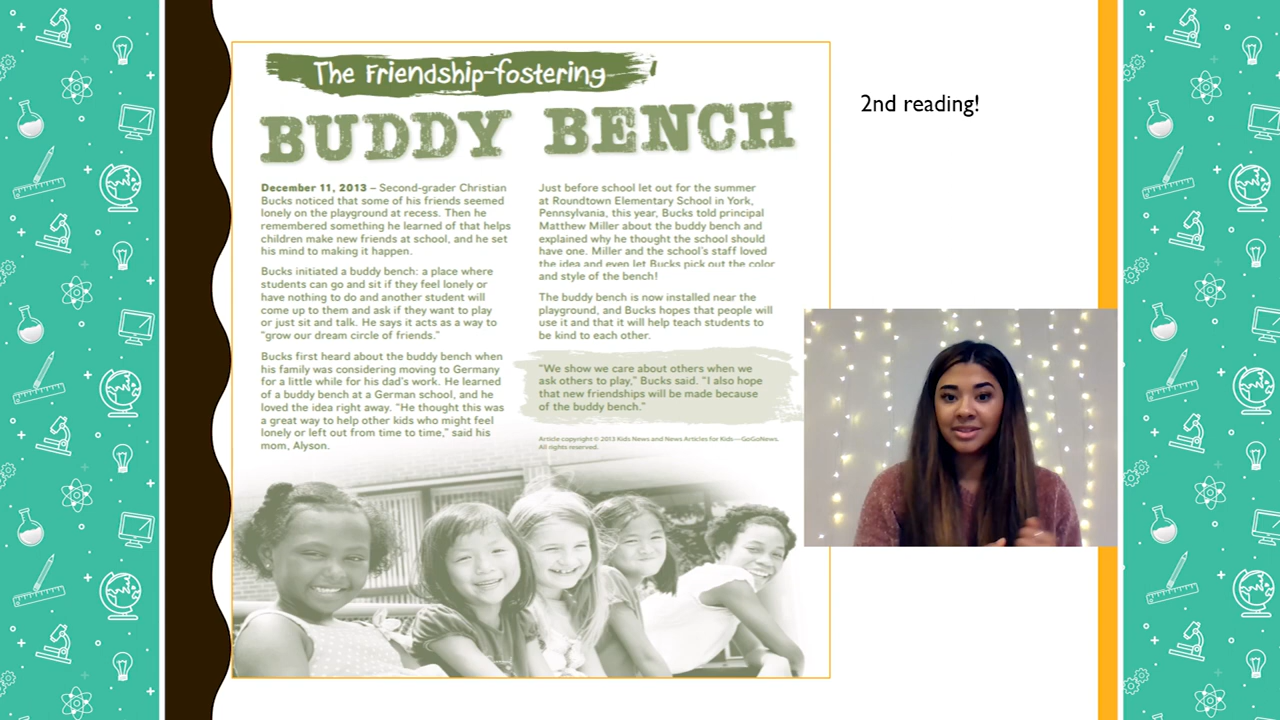 The Friendship-fostering
BUDDY BENCH
December 11, 2013 – Second-grader Christian
Bucks noticed that some of his friends seemed
lonely on the playground at recess. Then he
remembered something he learned of that helps
children make new friends at school, and he set
his mind to making it happen.
Bucks initiated a buddy bench: a place where
students can go and sit if they feel lonely or
have nothing to do and another student will
come up to them and ask if they want to play
or just sit and talk. He says it acts as a way to
"grow our dream circle of friends."
Bucks first heard about the buddy bench when
his family was considering moving to Germany
for a little while for his dad's work. He learned
of a buddy bench at a German school, and he
loved the idea right away. "He thought this was
a great way to help other kids who might feel
lonely or left out from time to time," said his
mom, Alyson.
Just before school let out for the summer
at Roundtown Elementary School in York,
Pennsylvania, this year, Bucks told principal
Matthew Miller about the buddy bench and
explained why he thought the school should
have one. Miller and the school's staff loved
the idea and even let Bucks pick out the color
and style of the bench!
The buddy bench is now installed near the
playground, and Bucks hopes that people will
use it and that it will help teach students to
be kind to each other.
"We show we care about others when we
ask others to play," Bucks said. "I also hope
that new friendships will be made because
of the buddy bench."
Article copyright © 2013 Kids News and News Articles for Kids—GoGoNews.
All rights reserved.
2nd reading!